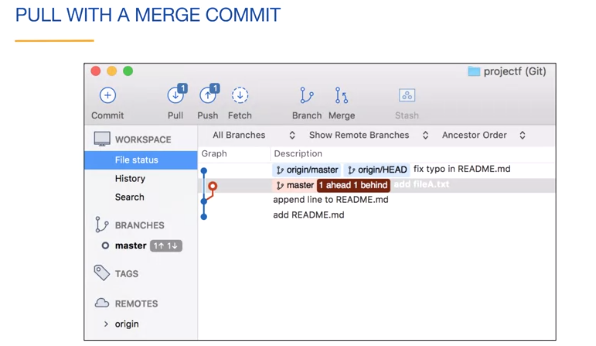 PULL WITH A MERGE COMMIT
projectf (Git)
1 1
Commit Pull Push Fetch Branch Merge Stash
WORKSPACE
File status
History
Search
BRANCHES
master 1↑ 1↓
TAGS
REMOTES
> origin
All Branches Show Remote Branches Ancestor Order
Graph Description
origin/master origin/HEAD fix typo in README.md
master 1 ahead 1 behind add fileA.txt
append line to README.md
add README.md